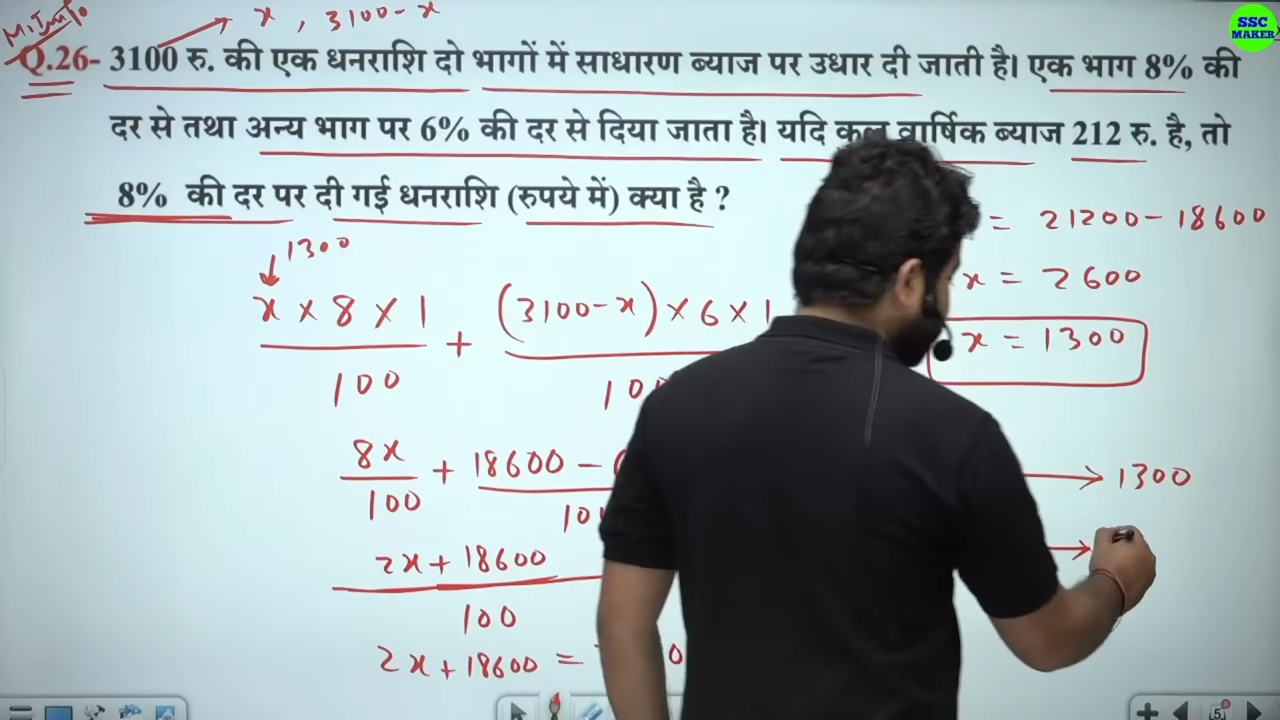 M. Imp
x , 3100 - x
SSC
MAKER
Q.26- 3100 रु. की एक धनराशि दो भागों में साधारण ब्याज पर उधार दी जाती है। एक भाग 8% की
दर से तथा अन्य भाग पर 6% की दर से दिया जाता है। यदि कुल वार्षिक ब्याज 212 रु. है, तो
8% की दर पर दी गई धनराशि (रुपये में) क्या है ?
= 21200 - 18600
1300
x = 2600
x × 8 × 1 + (3100 - x) × 6 × 1
x = 1300
100
8x + 18600 -
1300
100
2x + 18600
100
2x + 18600 =
5